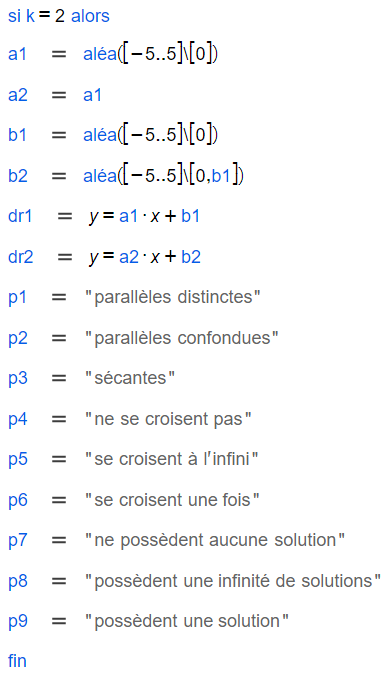 si k = 2 alors
a1 = aléa([−5..5]\[0])
a2 = a1
b1 = aléa([−5..5]\[0])
b2 = aléa([−5..5]\[0,b1])
dr1 = y = a1 · x + b1
dr2 = y = a2 · x + b2
p1 = "parallèles distinctes"
p2 = "parallèles confondues"
p3 = "sécantes"
p4 = "ne se croisent pas"
p5 = "se croisent à l'infini"
p6 = "se croisent une fois"
p7 = "ne possèdent aucune solution"
p8 = "possèdent une infinité de solutions"
p9 = "possèdent une solution"
fin